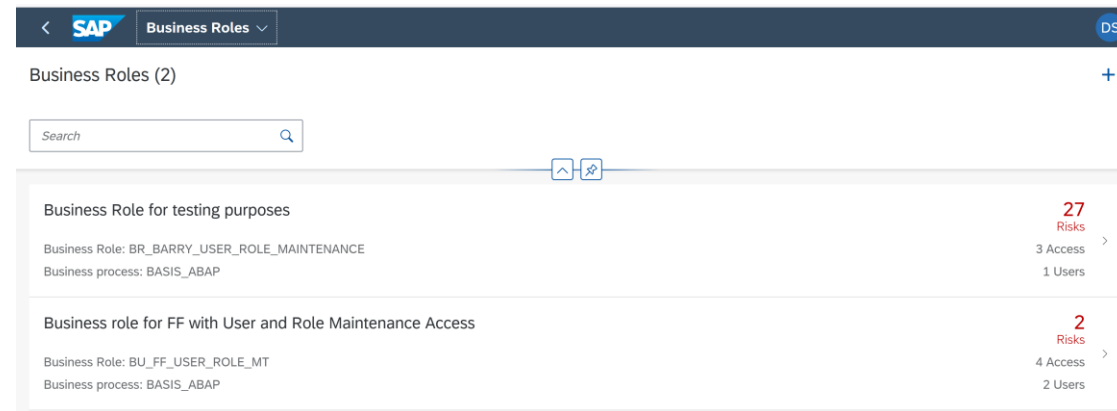 SAP Business Roles DS
Business Roles (2)
Search
Business Role for testing purposes 27
Risks
Business Role: BR_BARRY_USER_ROLE_MAINTENANCE 3 Access
Business process: BASIS_ABAP 1 Users
Business role for FF with User and Role Maintenance Access 2
Risks
Business Role: BU_FF_USER_ROLE_MT 4 Access
Business process: BASIS_ABAP 2 Users